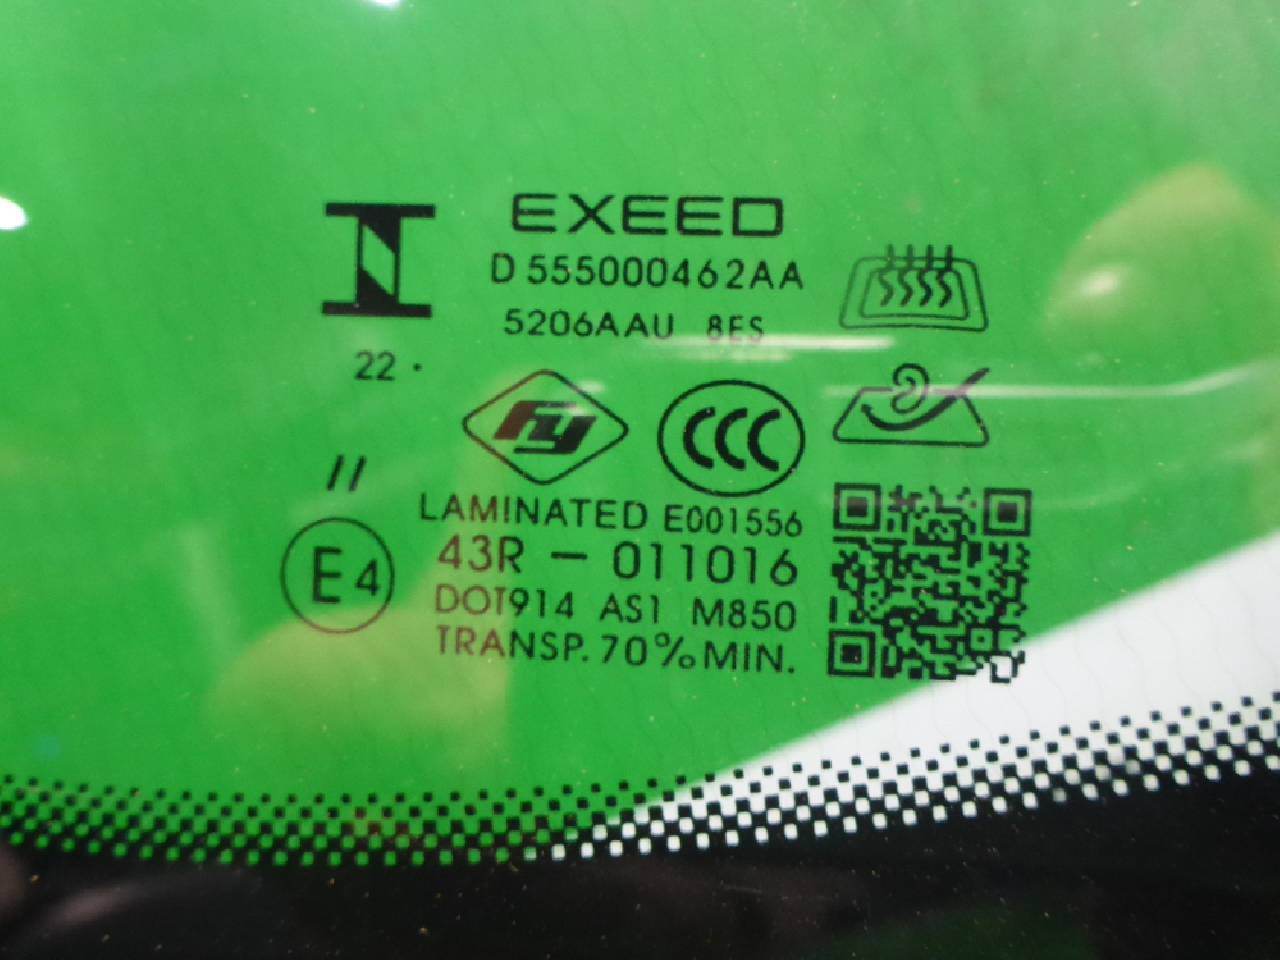 EXEED
D 555000462AA
5206AAU 8ES
22 ·
FY
CCC
//
LAMINATED E001556
E4
43R – 011016
DOT914 AS1 M850
TRANSP. 70% MIN.